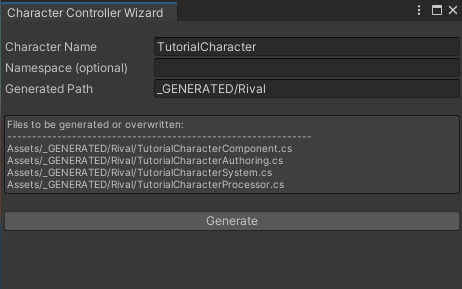 Character Controller Wizard
Character Name TutorialCharacter
Namespace (optional)
Generated Path _GENERATED/Rival
Files to be generated or overwritten:
------------------------------------------------------------
Assets/_GENERATED/Rival/TutorialCharacterComponent.cs
Assets/_GENERATED/Rival/TutorialCharacterAuthoring.cs
Assets/_GENERATED/Rival/TutorialCharacterSystem.cs
Assets/_GENERATED/Rival/TutorialCharacterProcessor.cs
Generate